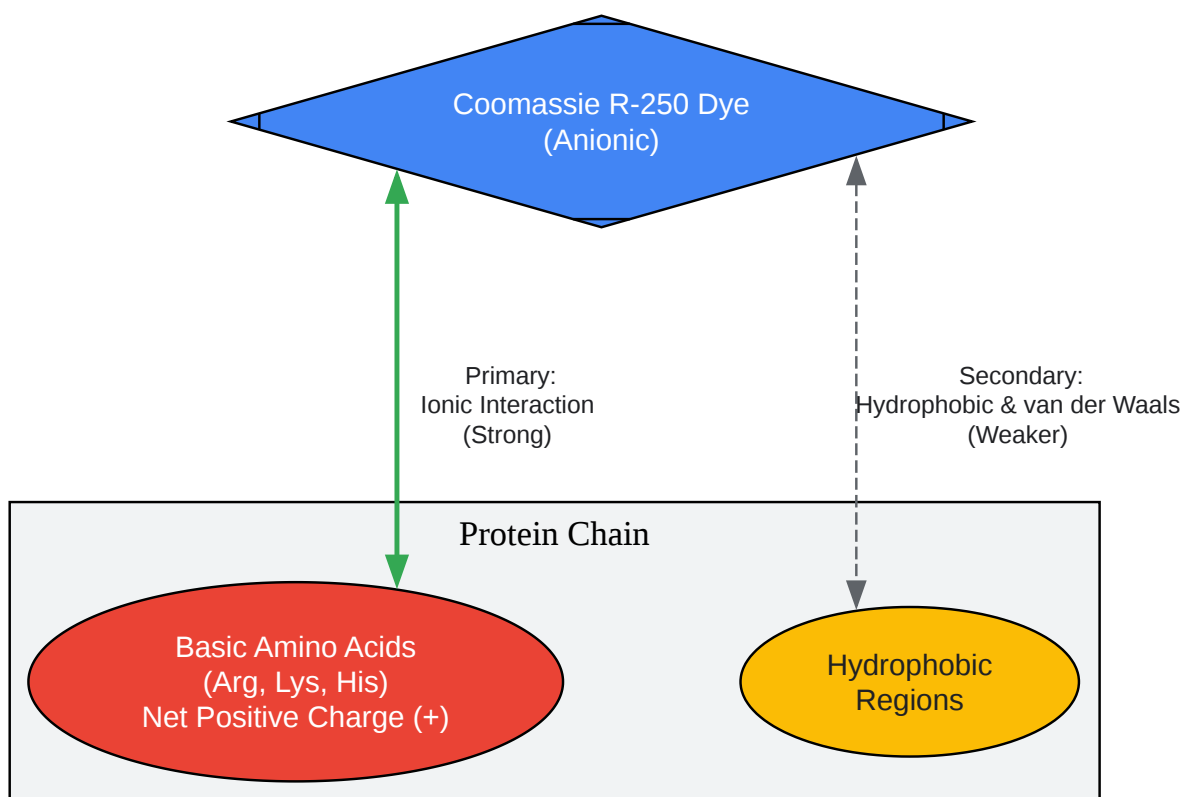 Coomassie R-250 Dye
(Anionic)
Primary:
Ionic Interaction
(Strong)
Secondary:
Hydrophobic & van der Waals
(Weaker)
Protein Chain
Basic Amino Acids
(Arg, Lys, His)
Net Positive Charge (+)
Hydrophobic
Regions